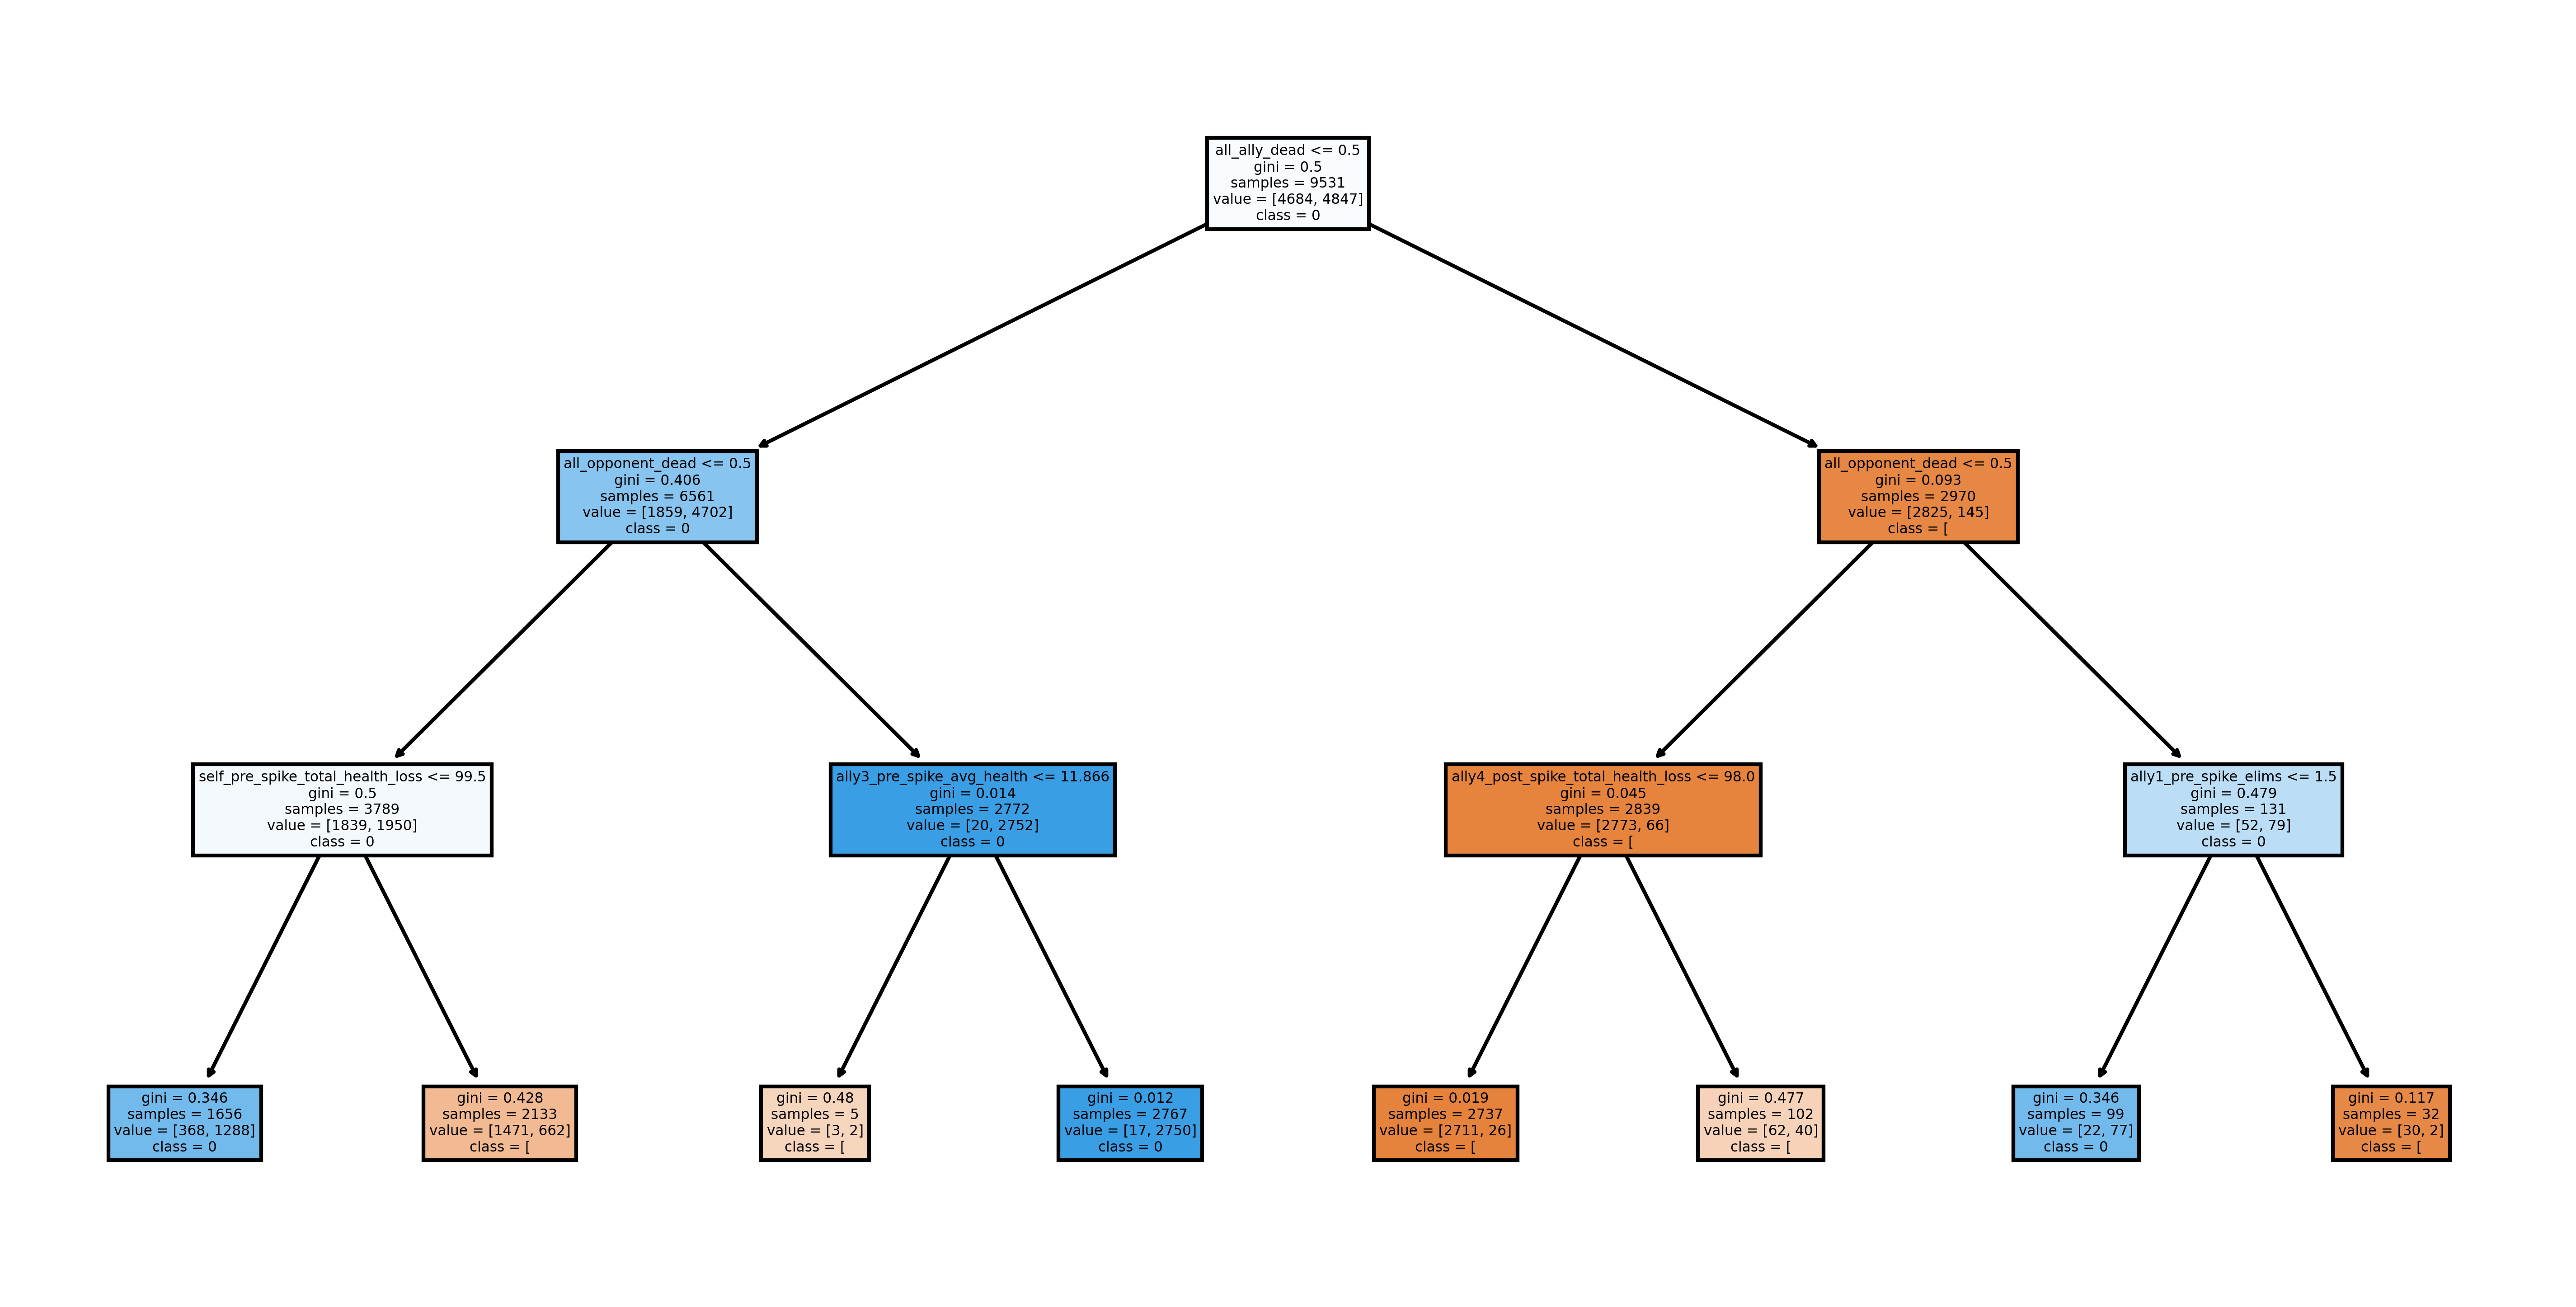 all_ally_dead <= 0.5
gini = 0.5
samples = 9531
value = [4684, 4847]
class = 0
all_opponent_dead <= 0.5
gini = 0.406
samples = 6561
value = [1859, 4702]
class = 0
all_opponent_dead <= 0.5
gini = 0.093
samples = 2970
value = [2825, 145]
class = [
self_pre_spike_total_health_loss <= 99.5
gini = 0.5
samples = 3789
value = [1839, 1950]
class = 0
ally3_pre_spike_avg_health <= 11.866
gini = 0.014
samples = 2772
value = [20, 2752]
class = 0
ally4_post_spike_total_health_loss <= 98.0
gini = 0.045
samples = 2839
value = [2773, 66]
class = [
ally1_pre_spike_elims <= 1.5
gini = 0.479
samples = 131
value = [52, 79]
class = 0
gini = 0.346
samples = 1656
value = [368, 1288]
class = 0
gini = 0.428
samples = 2133
value = [1471, 662]
class = [
gini = 0.48
samples = 5
value = [3, 2]
class = [
gini = 0.012
samples = 2767
value = [17, 2750]
class = 0
gini = 0.019
samples = 2737
value = [2711, 26]
class = [
gini = 0.477
samples = 102
value = [62, 40]
class = [
gini = 0.346
samples = 99
value = [22, 77]
class = 0
gini = 0.117
samples = 32
value = [30, 2]
class = [